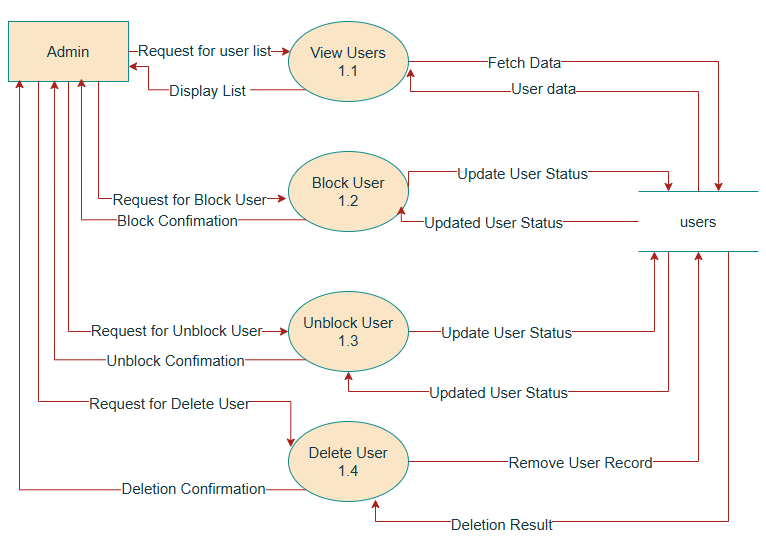 Admin
Request for user list
View Users
1.1
Fetch Data
Display List
User data
Block User
1.2
Update User Status
Request for Block User
Block Confimation
Updated User Status
users
Unblock User
1.3
Request for Unblock User
Update User Status
Unblock Confimation
Updated User Status
Request for Delete User
Delete User
1.4
Remove User Record
Deletion Confirmation
Deletion Result